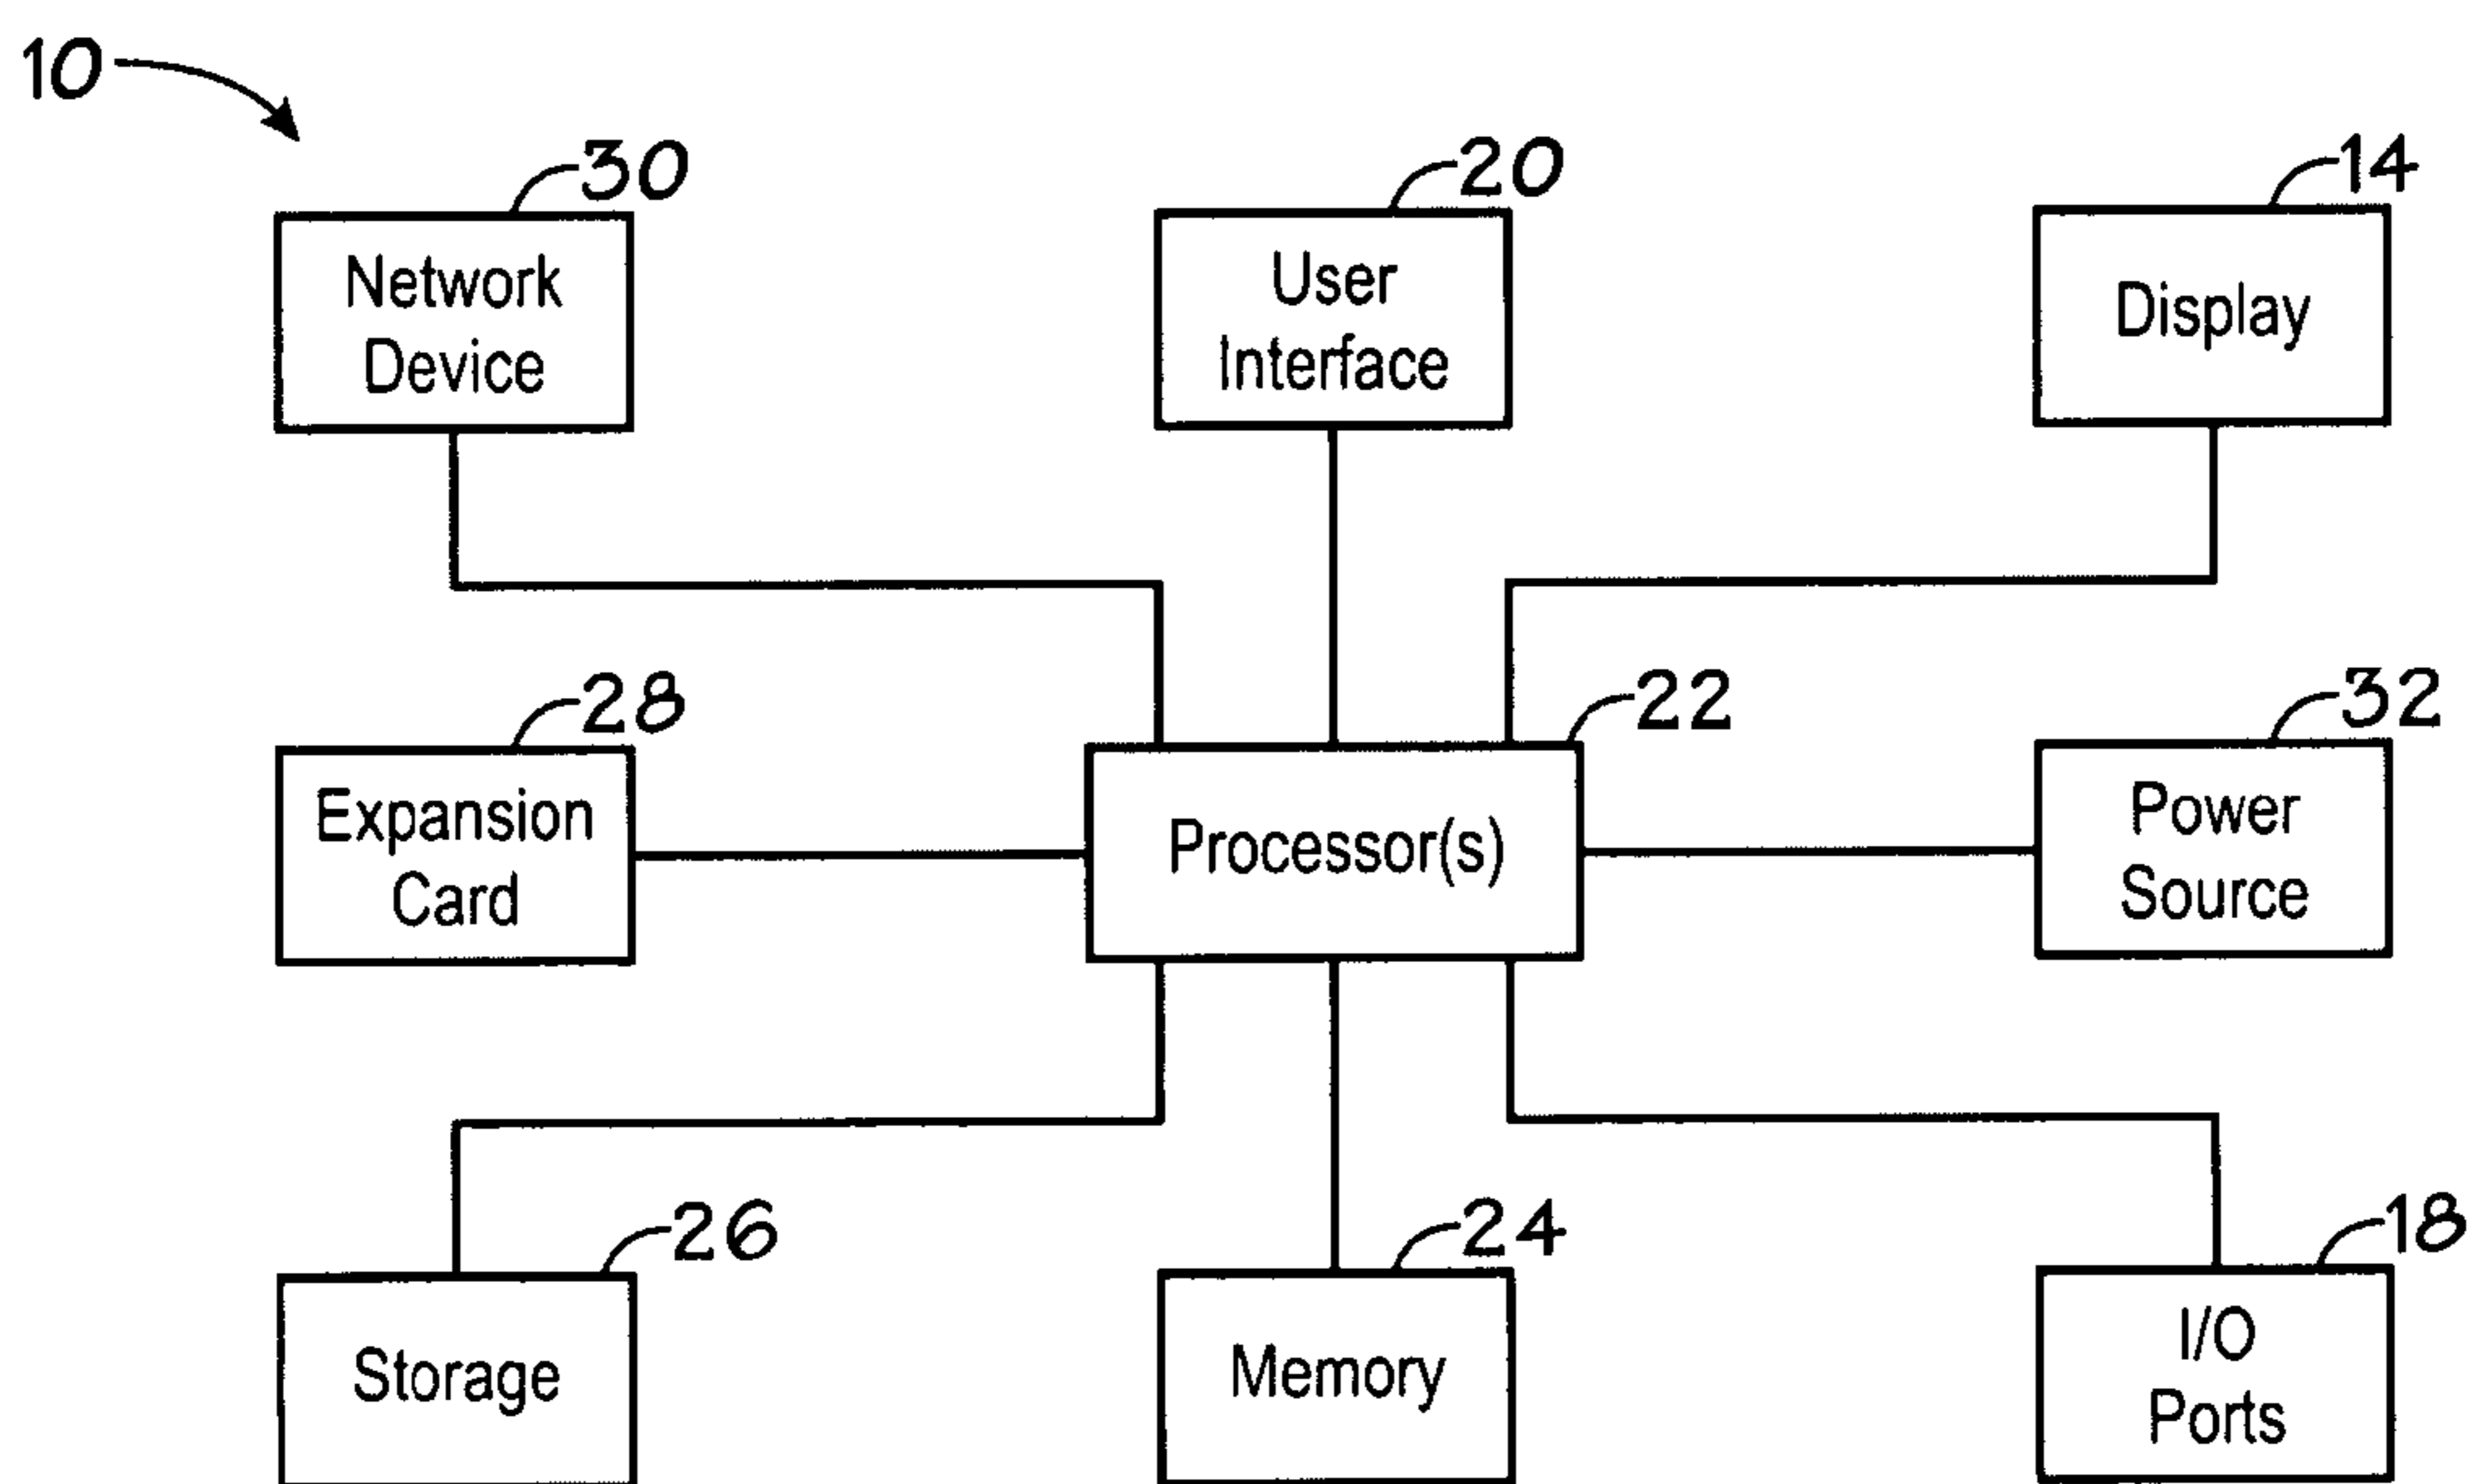 10
30
20
14
Network
Device
User
Interface
Display
28
22
32
Expansion
Card
Processor(s)
Power
Source
26
24
18
Storage
Memory
I/O
Ports